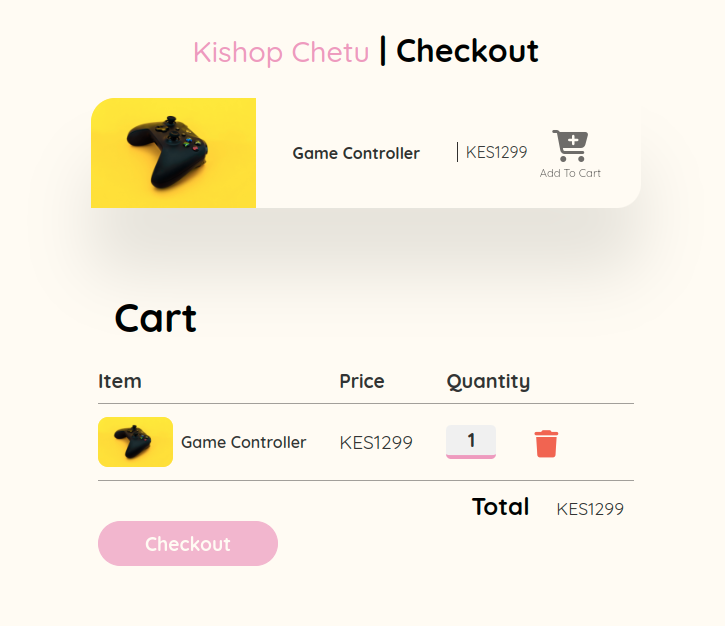 Kishop Chetu | Checkout
Game Controller | KES1299
Add To Cart
Cart
Item Price Quantity
Game Controller KES1299 1
Total KES1299
Checkout